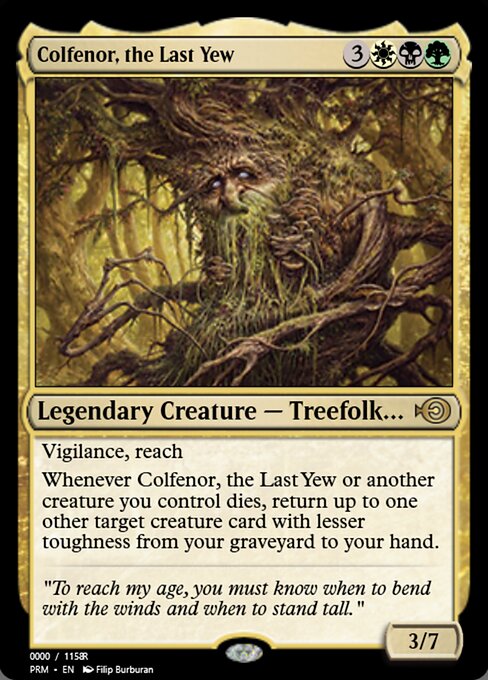 Colfenor, the Last Yew 3
Legendary Creature — Treefolk...
Vigilance, reach
Whenever Colfenor, the Last Yew or another
creature you control dies, return up to one
other target creature card with lesser
toughness from your graveyard to your hand.
"To reach my age, you must know when to bend
with the winds and when to stand tall."
3/7
0000 / 1158R
PRM • EN Filip Burburan